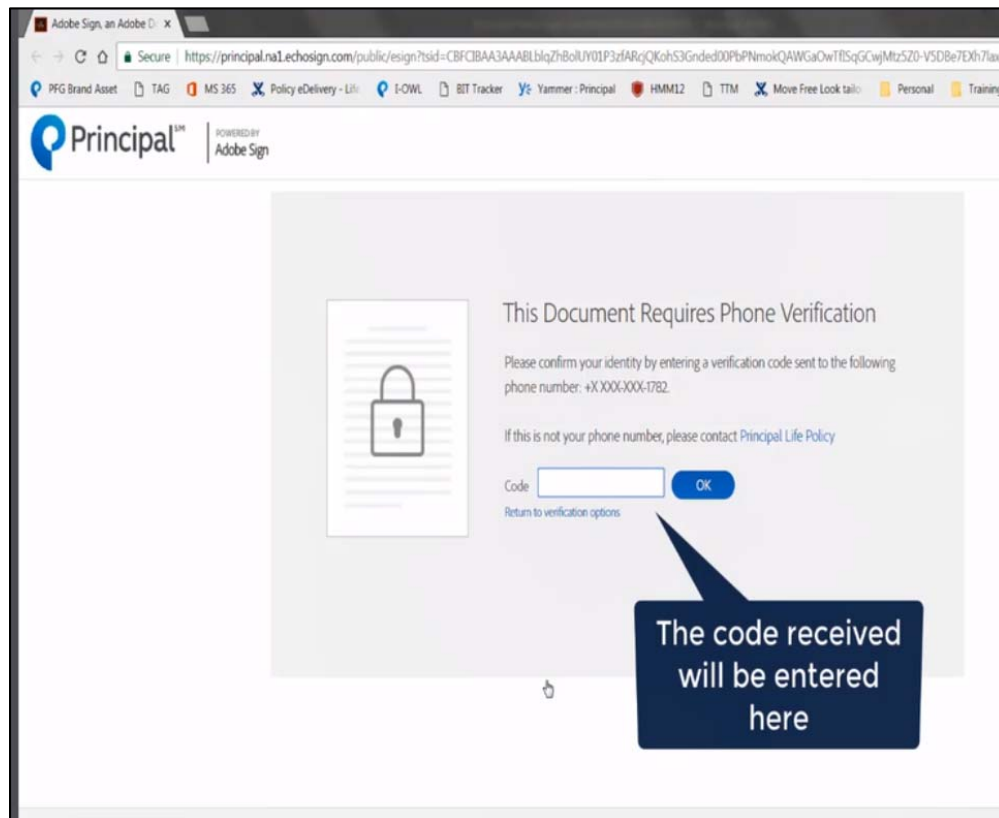 Adobe Sign, an Adobe D
Secure https://principal.na1.echosign.com/public/esign?
PFG Brand Asset TAG MS 365 Policy eDelivery - Life I-OWL BIT Tracker Yammer : Principal HMM12 TTM Move Free Look tailo Personal Training
Principal℠ POWERED BY
Adobe Sign
This Document Requires Phone Verification
Please confirm your identity by entering a verification code sent to the following
phone number: +X XXX-XXX-1782.
If this is not your phone number, please contact Principal Life Policy
Code OK
Return to verification options
The code received
will be entered
here